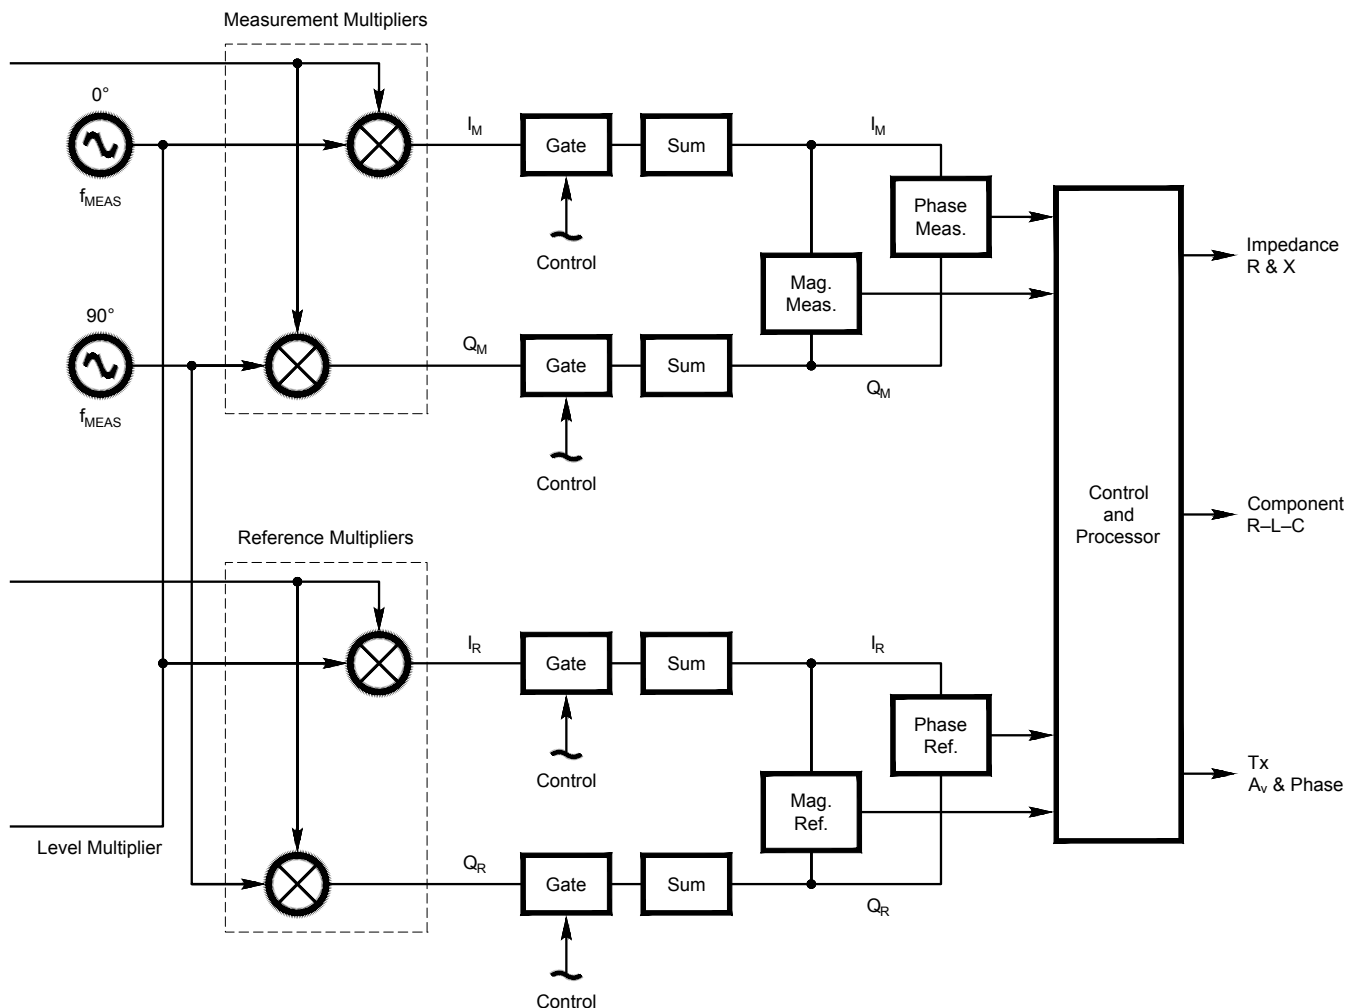 Measurement Multipliers
0°
I_M
I_M
Gate
Sum
f_MEAS
Phase
Meas.
Control
Impedance
R & X
Mag.
Meas.
90°
Q_M
Gate
Sum
Q_M
f_MEAS
Control
Component
R–L–C
Control
and
Processor
Reference Multipliers
I_R
I_R
Gate
Sum
Phase
Ref.
Control
Tx
A_v & Phase
Mag.
Ref.
Level Multiplier
Q_R
Gate
Sum
Q_R
Control